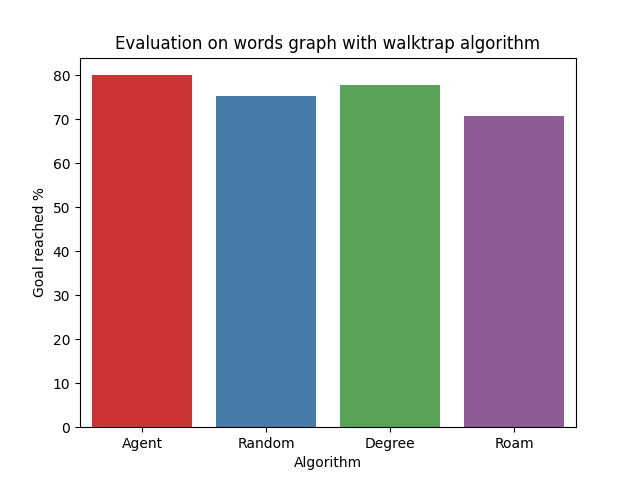 Evaluation on words graph with walktrap algorithm
80
70
60
50
40
30
20
10
0
Goal reached %
Agent Random Degree Roam
Algorithm